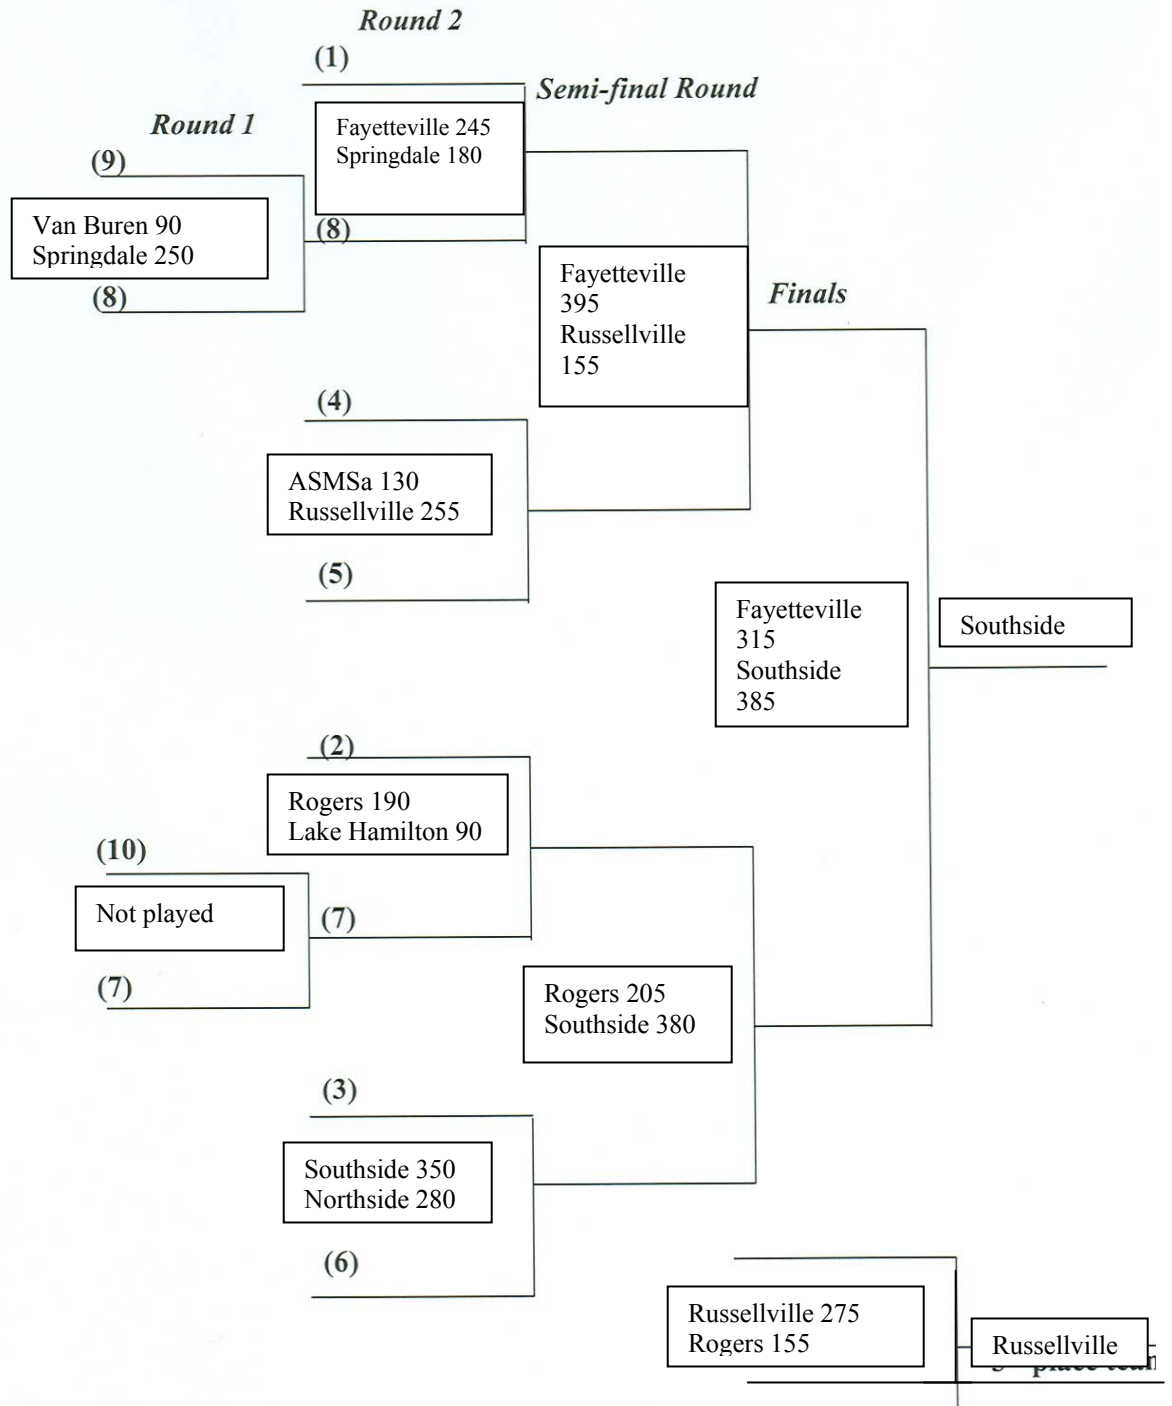 Round 2
(1)
Semi-final Round
Round 1
Fayetteville 245
Springdale 180
(9)
Van Buren 90
Springdale 250
(8)
(8)
Fayetteville
395
Russellville
155
Finals
(4)
ASMSa 130
Russellville 255
(5)
Fayetteville
315
Southside
385
Southside
(2)
Rogers 190
Lake Hamilton 90
(10)
Not played
(7)
(7)
Rogers 205
Southside 380
(3)
Southside 350
Northside 280
(6)
Russellville 275
Rogers 155
Russellville
place